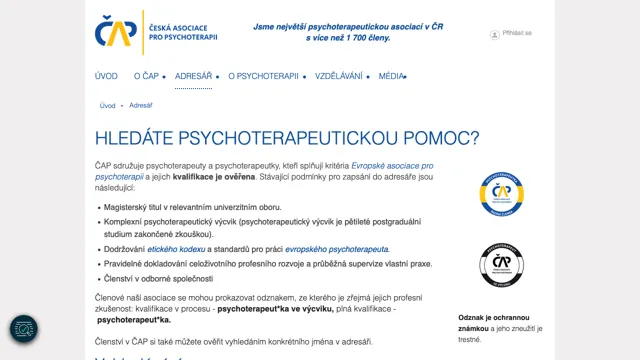 ČAP
ČESKÁ ASOCIACE
PRO PSYCHOTERAPII
Jsme největší psychoterapeutickou asociací v ČR
s více než 1 700 členy.
Přihlásit se
ÚVOD O ČAP ADRESÁŘ O PSYCHOTERAPII VZDĚLÁVÁNÍ MÉDIA
Úvod • Adresář
HLEDÁTE PSYCHOTERAPEUTICKOU POMOC?
ČAP sdružuje psychoterapeuty a psychoterapeutky, kteří splňují kritéria Evropské asociace pro
psychoterapii a jejich kvalifikace je ověřena. Stávající podmínky pro zapsání do adresáře jsou
následující:
• Magisterský titul v relevantním univerzitním oboru.
• Komplexní psychoterapeutický výcvik (psychoterapeutický výcvik je pětileté postgraduální
studium zakončené zkouškou).
• Dodržování etického kodexu a standardů pro práci evropského psychoterapeuta.
• Pravidelné dokladování celoživotního profesního rozvoje a průběžná supervize vlastní praxe.
• Členství v odborné společnosti
Členové naší asociace se mohou prokazovat odznakem, ze kterého je zřejmá jejich profesní
zkušenost: kvalifikace v procesu - psychoterapeut*ka ve výcviku, plná kvalifikace -
psychoterapeut*ka.
Členství v ČAP si také můžete ověřit vyhledáním konkrétního jména v adresáři.
ČAP
ČAP
Odznak je ochrannou
známkou a jeho zneužití je
trestné.